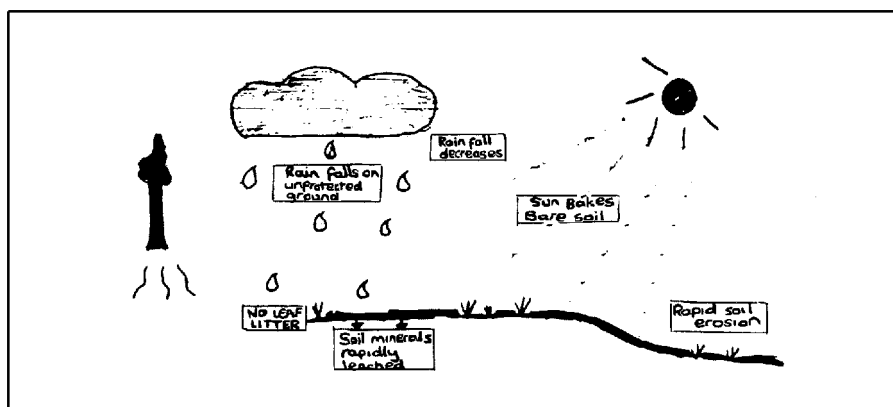 Rain fall
decreases
Rain falls on
unprotected
ground
Sun Bakes
Bare soil
NO LEAF
LITTER
Soil minerals
rapidly
leached
Rapid soil
erosion